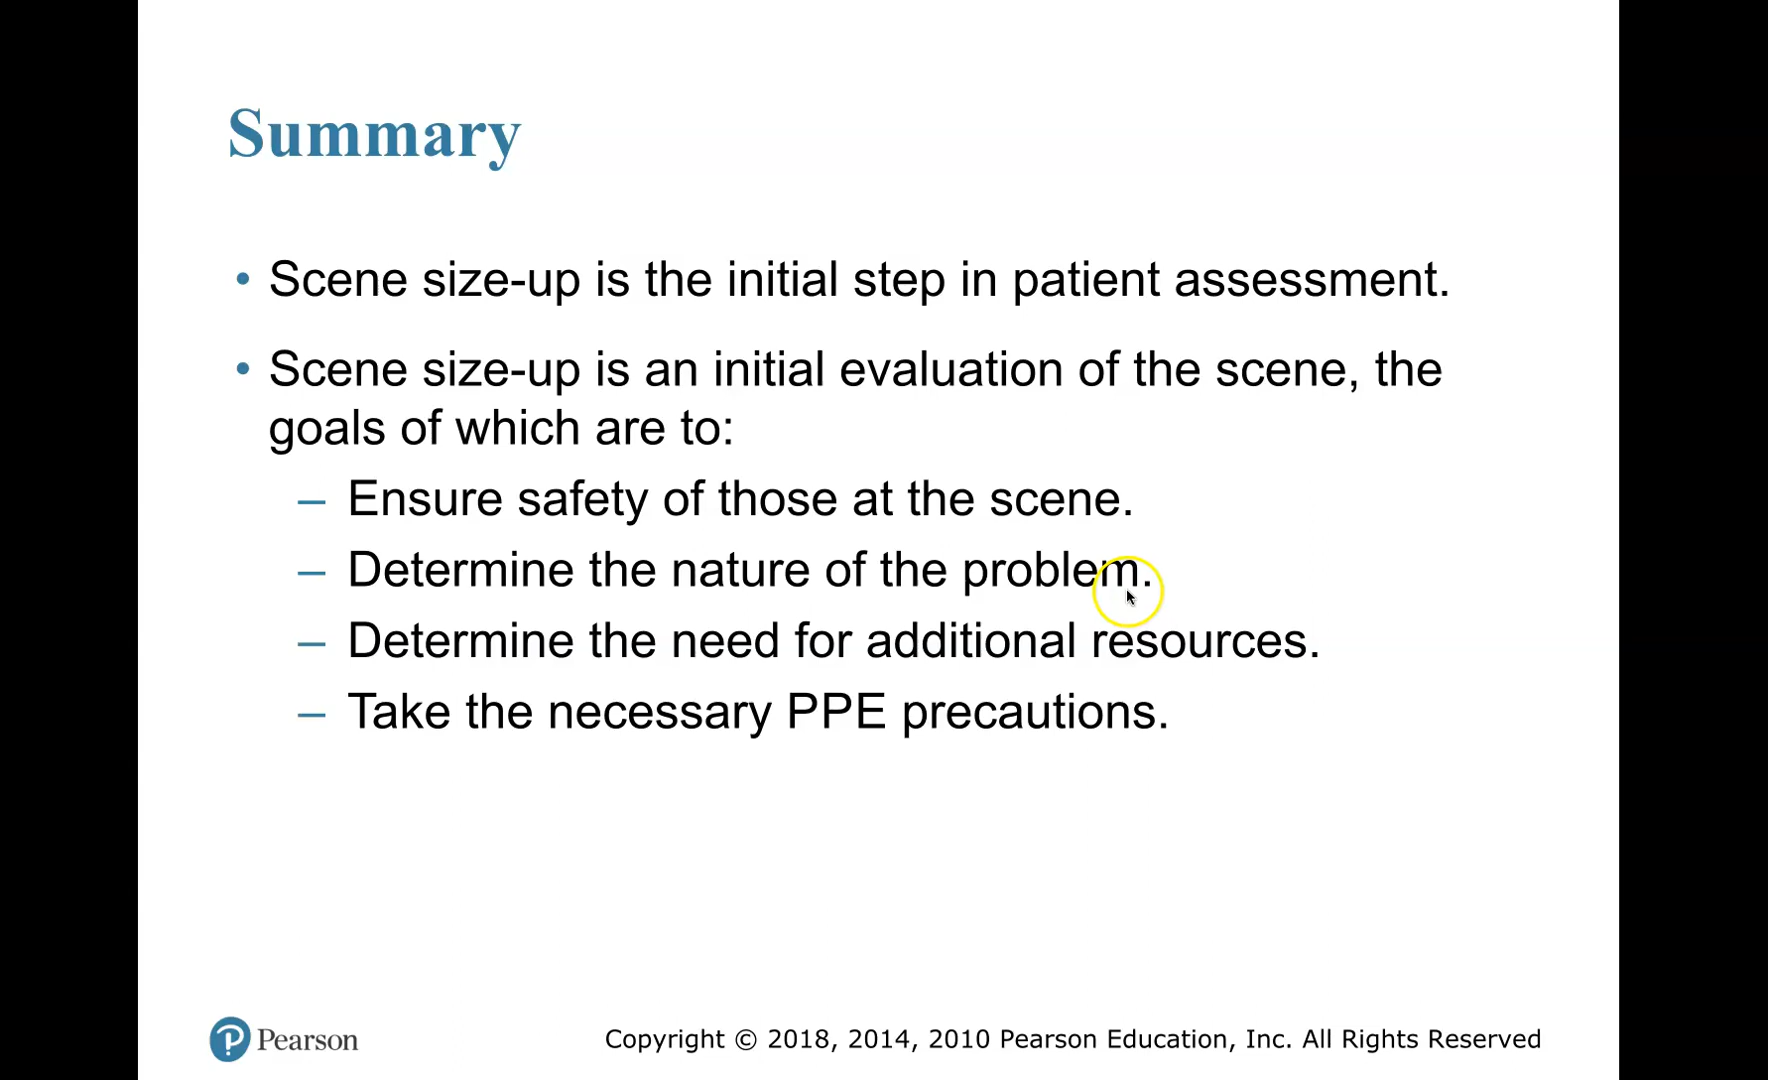 Summary
• Scene size-up is the initial step in patient assessment.
• Scene size-up is an initial evaluation of the scene, the
goals of which are to:
– Ensure safety of those at the scene.
– Determine the nature of the problem.
– Determine the need for additional resources.
– Take the necessary PPE precautions.
Pearson
Copyright © 2018, 2014, 2010 Pearson Education, Inc. All Rights Reserved